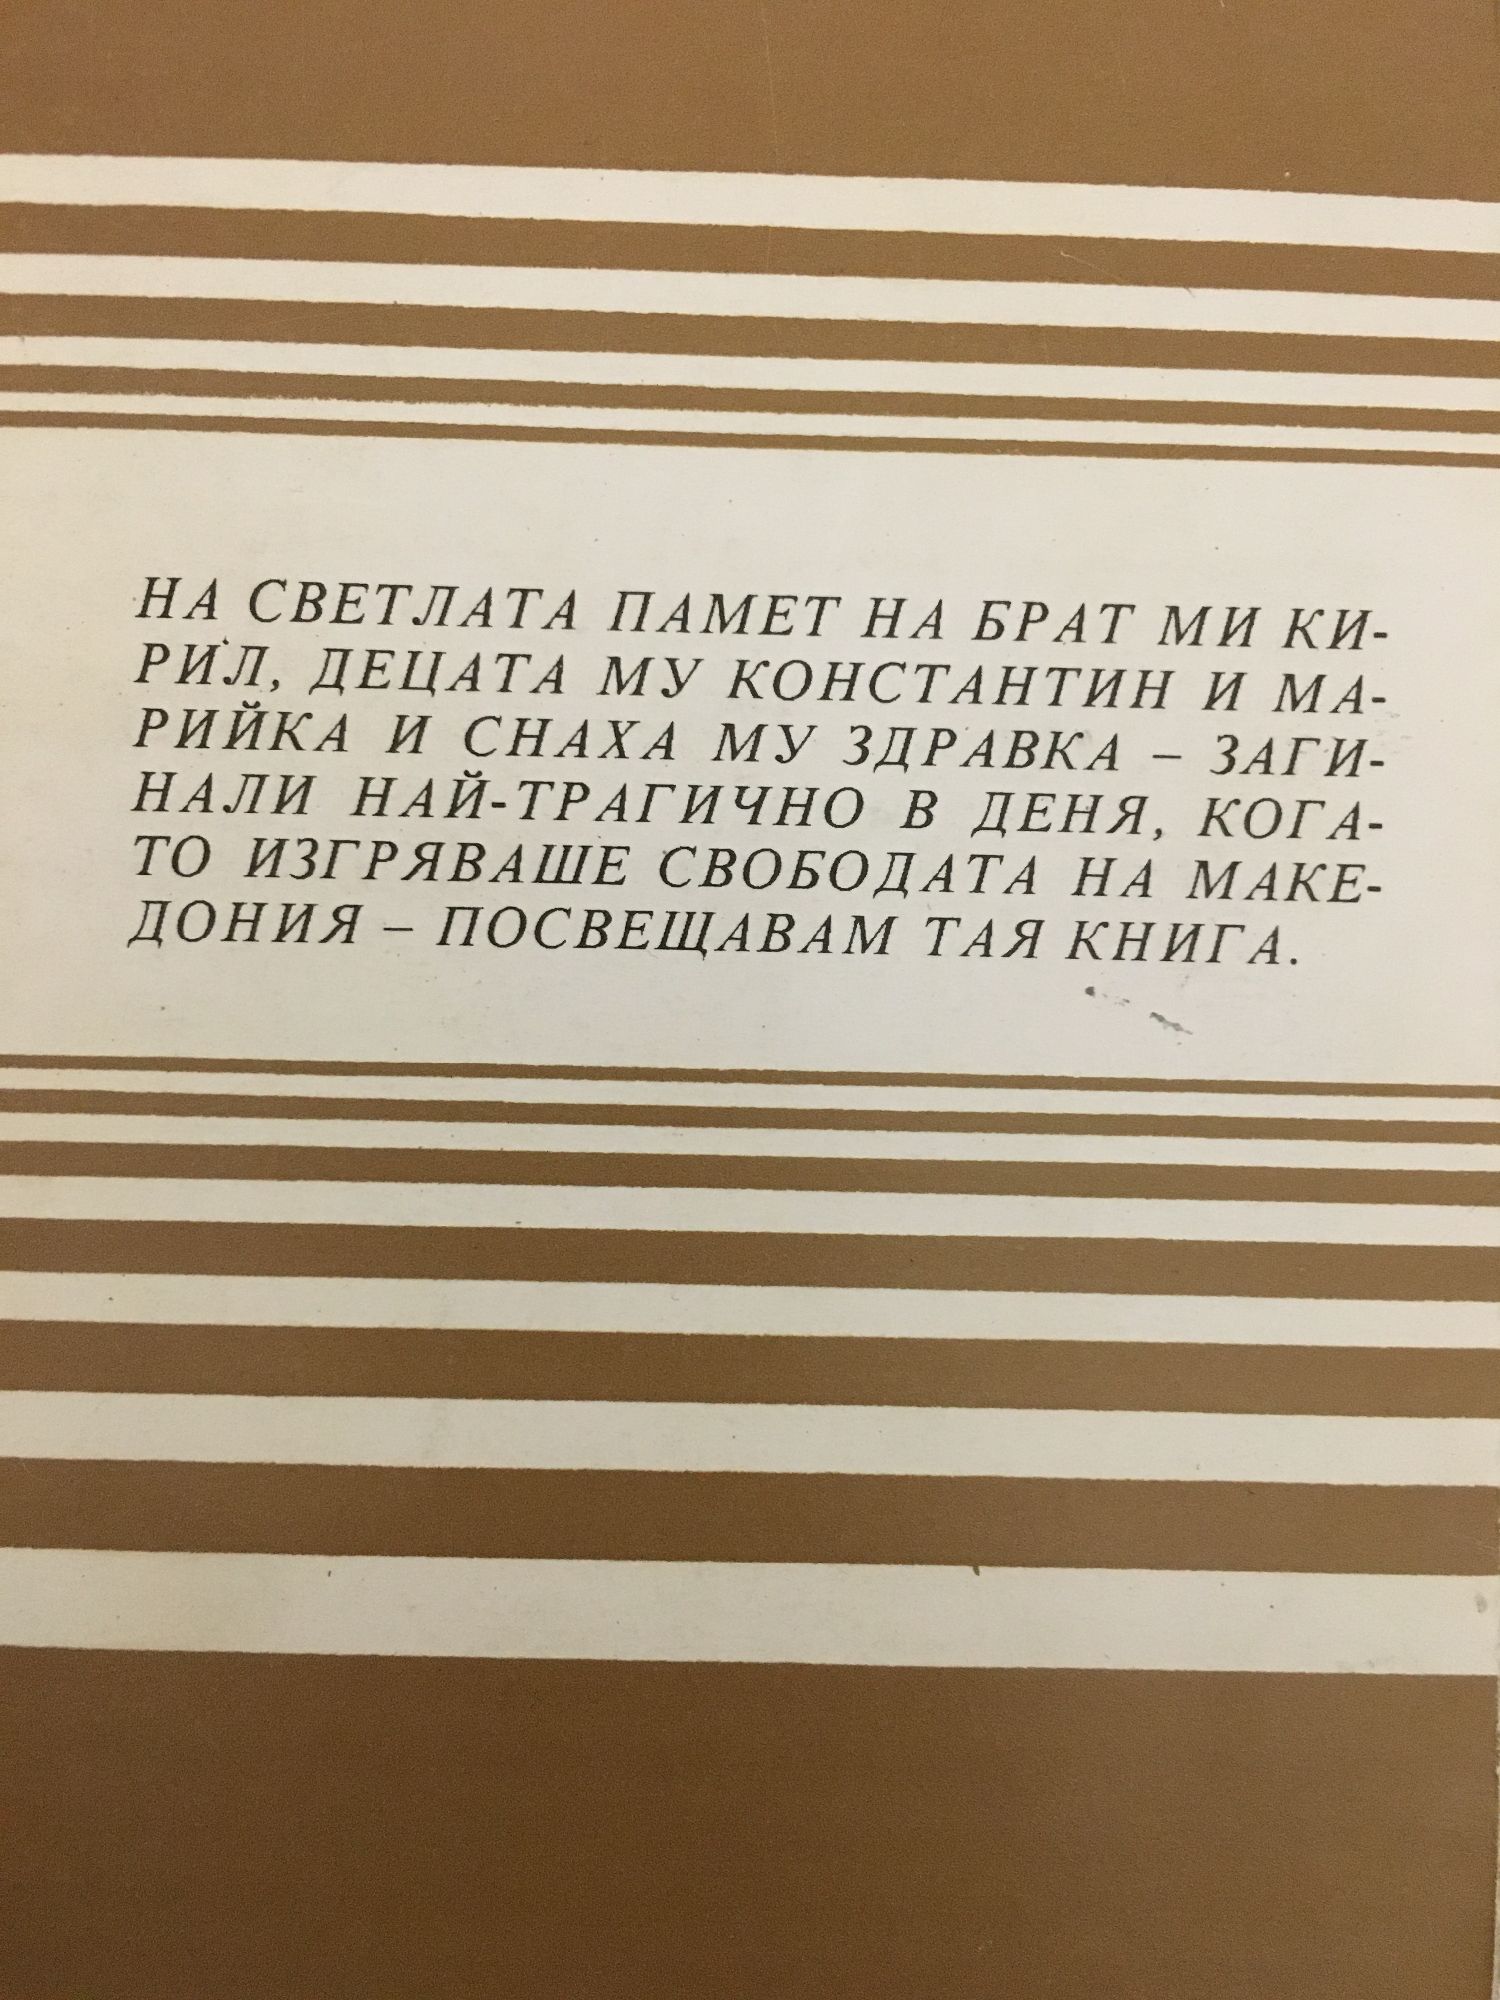 НА СВЕТЛАТА ПАМЕТ НА БРАТ МИ КИ-
РИЛ, ДЕЦАТА МУ КОНСТАНТИН И МА-
РИЙКА И СНАХА МУ ЗДРАВКА – ЗАГИ-
НАЛИ НАЙ-ТРАГИЧНО В ДЕНЯ, КОГА-
ТО ИЗГРЯВАШЕ СВОБОДАТА НА МАКЕ-
ДОНИЯ – ПОСВЕЩАВАМ ТАЯ КНИГА.